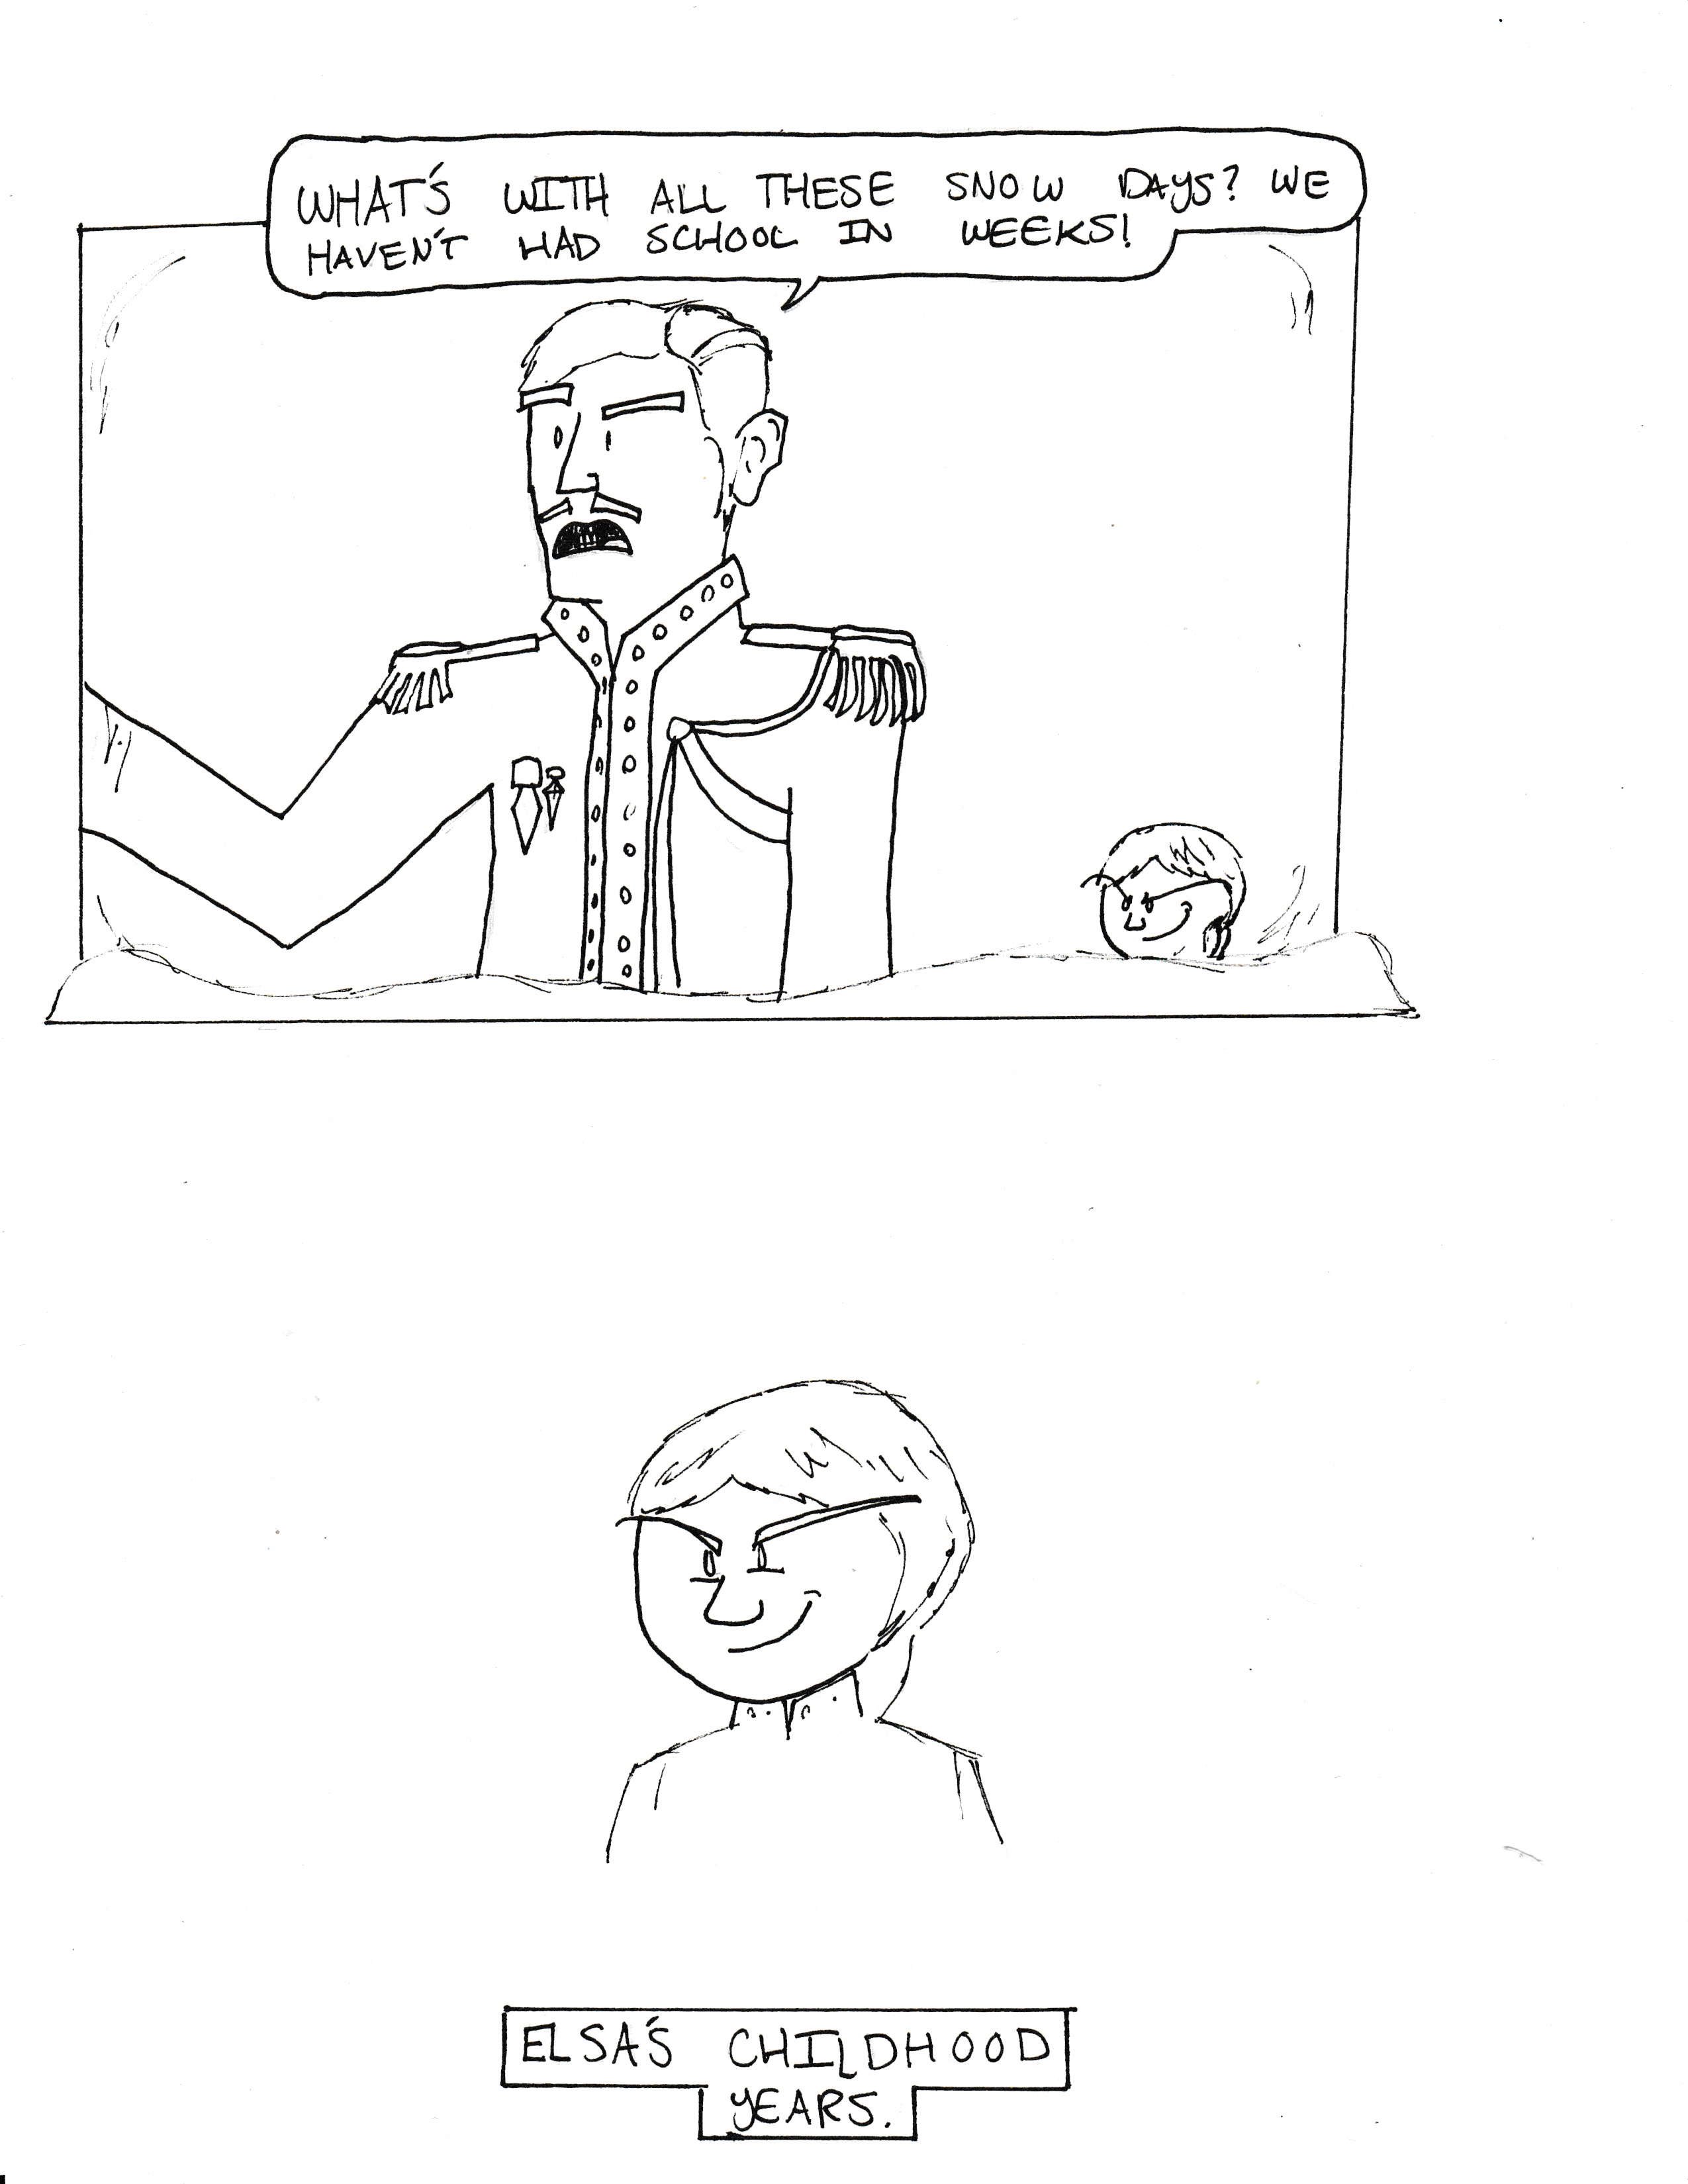 WHAT'S WITH ALL THESE SNOW DAYS? WE
HAVEN'T HAD SCHOOL IN WEEKS!
ELSA'S CHILDHOOD
YEARS.